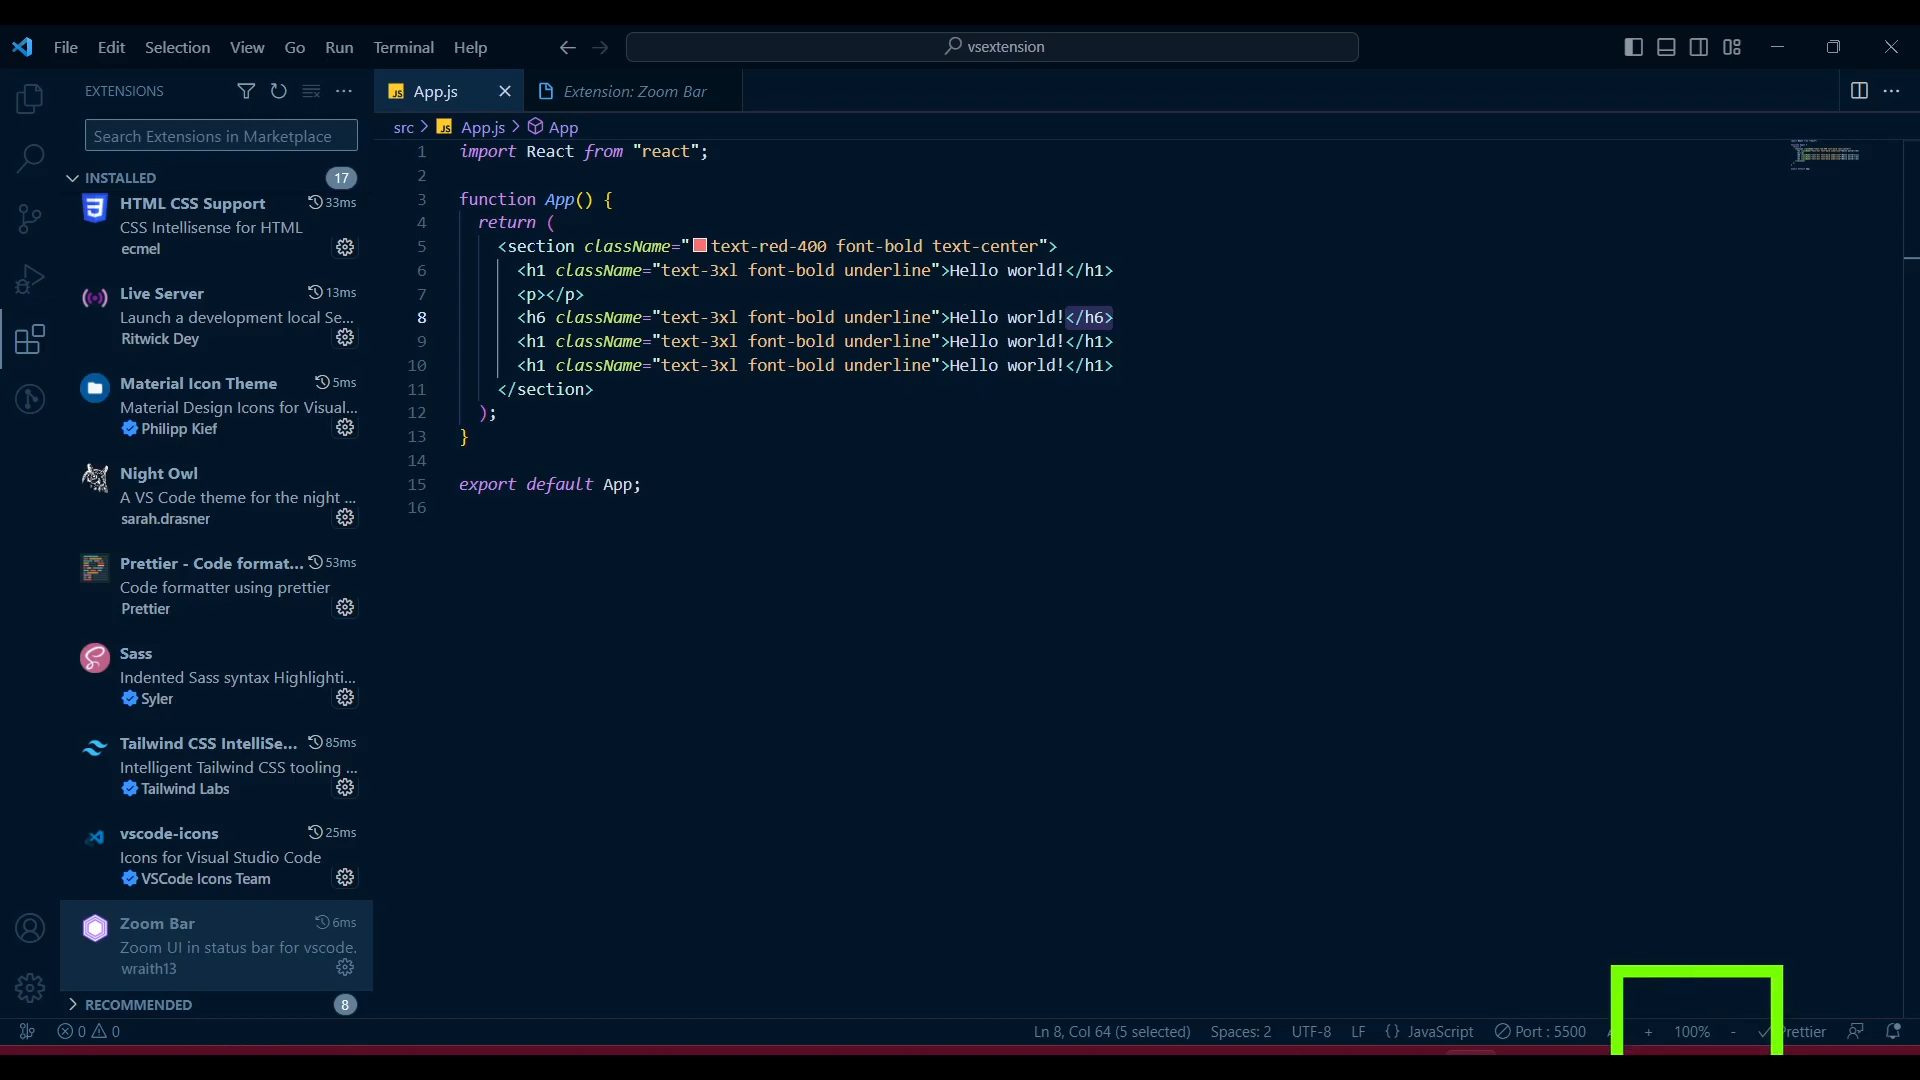 File Edit Selection View Go Run Terminal Help
vsextension
EXTENSIONS
Search Extensions in Marketplace
INSTALLED 17
HTML CSS Support 33ms
CSS Intellisense for HTML
ecmel
Live Server 13ms
Launch a development local Se...
Ritwick Dey
Material Icon Theme 5ms
Material Design Icons for Visual...
Philipp Kief
Night Owl
A VS Code theme for the night ...
sarah.drasner
Prettier - Code format... 53ms
Code formatter using prettier
Prettier
Sass
Indented Sass syntax Highlighti...
Syler
Tailwind CSS IntelliSe... 85ms
Intelligent Tailwind CSS tooling ...
Tailwind Labs
vscode-icons 25ms
Icons for Visual Studio Code
VSCode Icons Team
Zoom Bar 6ms
Zoom UI in status bar for vscode.
wraith13
RECOMMENDED 8
JS App.js Extension: Zoom Bar
src > JS App.js > App
1 import React from "react";
2
3 function App() {
4 return (
5 <section className="text-red-400 font-bold text-center">
6 <h1 className="text-3xl font-bold underline">Hello world!</h1>
7 <p></p>
8 <h6 className="text-3xl font-bold underline">Hello world!</h6>
9 <h1 className="text-3xl font-bold underline">Hello world!</h1>
10 <h1 className="text-3xl font-bold underline">Hello world!</h1>
11 </section>
12 );
13 }
14
15 export default App;
16
0 0 Ln 8, Col 64 (5 selected) Spaces: 2 UTF-8 LF {} JavaScript Port : 5500 + 100% - rettier